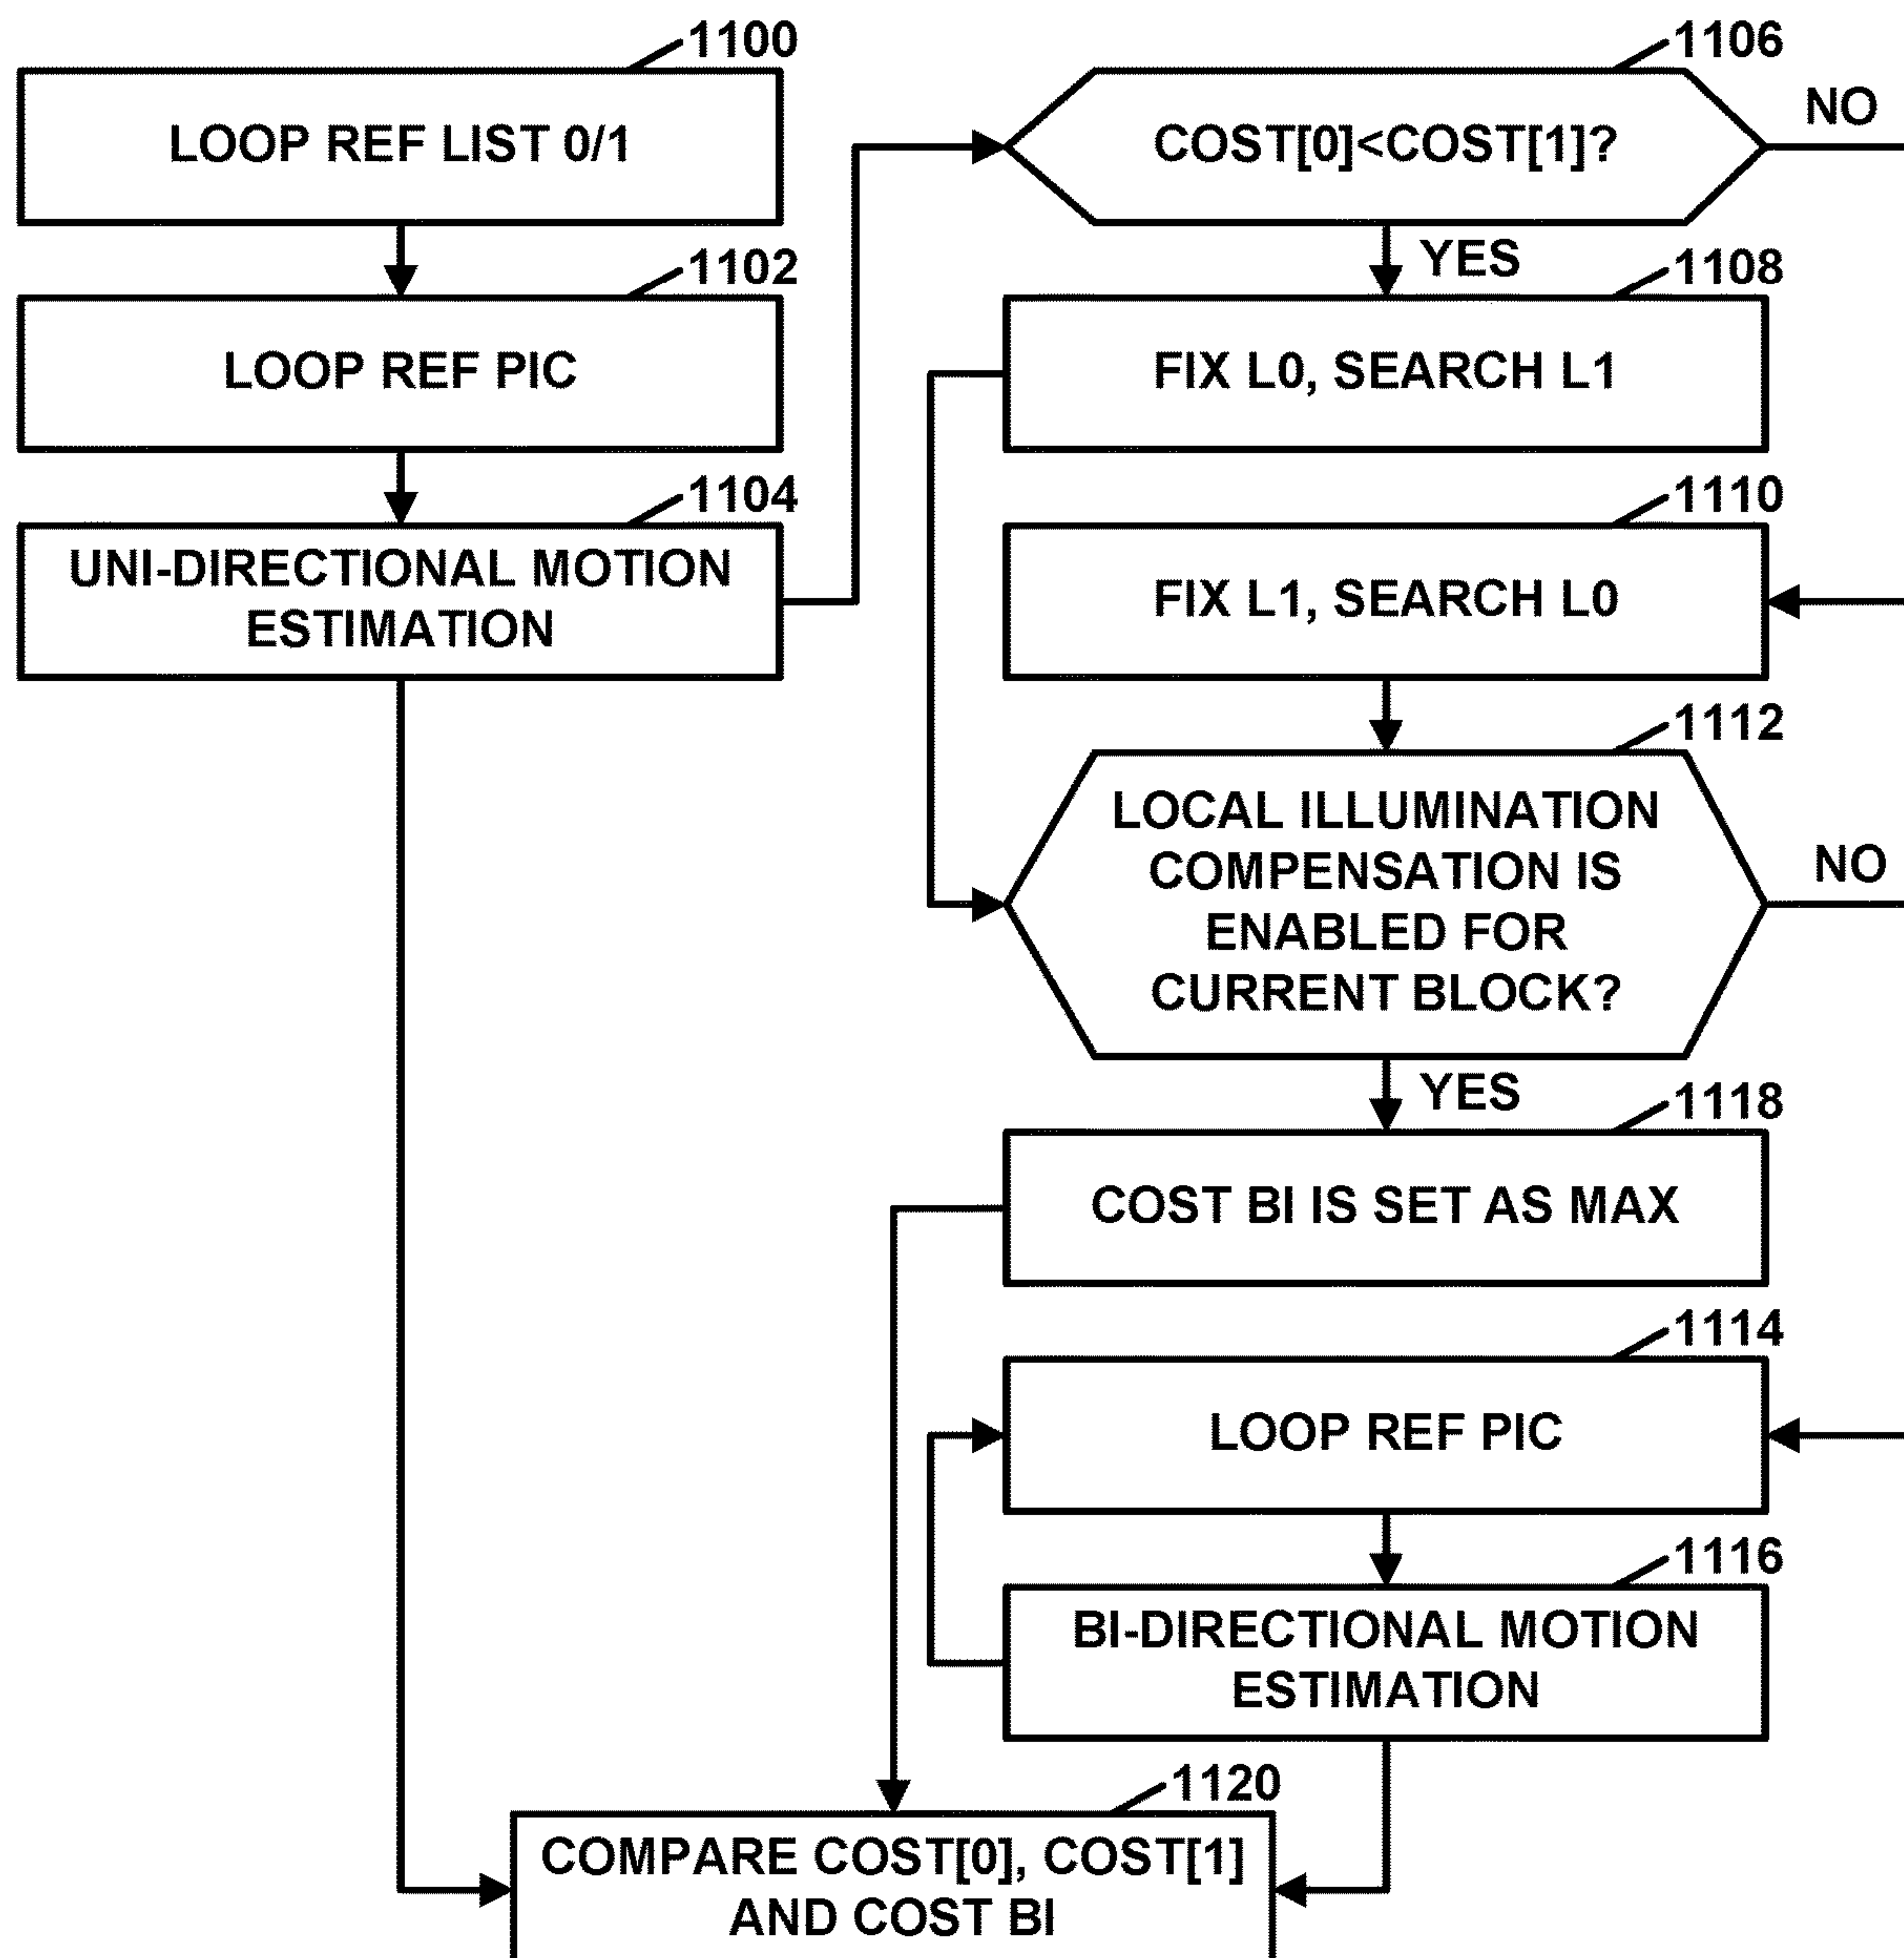 1100
LOOP REF LIST 0/1
1102
LOOP REF PIC
1104
UNI-DIRECTIONAL MOTION
ESTIMATION
1106
COST[0]<COST[1]?
NO
YES
1108
FIX L0, SEARCH L1
1110
FIX L1, SEARCH L0
1112
LOCAL ILLUMINATION
COMPENSATION IS
ENABLED FOR
CURRENT BLOCK?
NO
YES
1118
COST BI IS SET AS MAX
1114
LOOP REF PIC
1116
BI-DIRECTIONAL MOTION
ESTIMATION
1120
COMPARE COST[0], COST[1]
AND COST BI